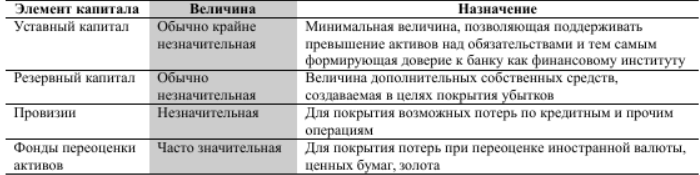 Элемент капитала Величина Назначение
Уставный капитал Обычно крайне Минимальная величина, позволяющая поддерживать
незначительная превышение активов над обязательствами и тем самым
формирующая доверие к банку как финансовому институту
Резервный капитал Обычно Величина дополнительных собственных средств,
незначительная создаваемая в целях покрытия убытков
Провизии Незначительная Для покрытия возможных потерь по кредитным и прочим
операциям
Фонды переоценки Часто значительная Для покрытия потерь при переоценке иностранной валюты,
активов ценных бумаг, золота